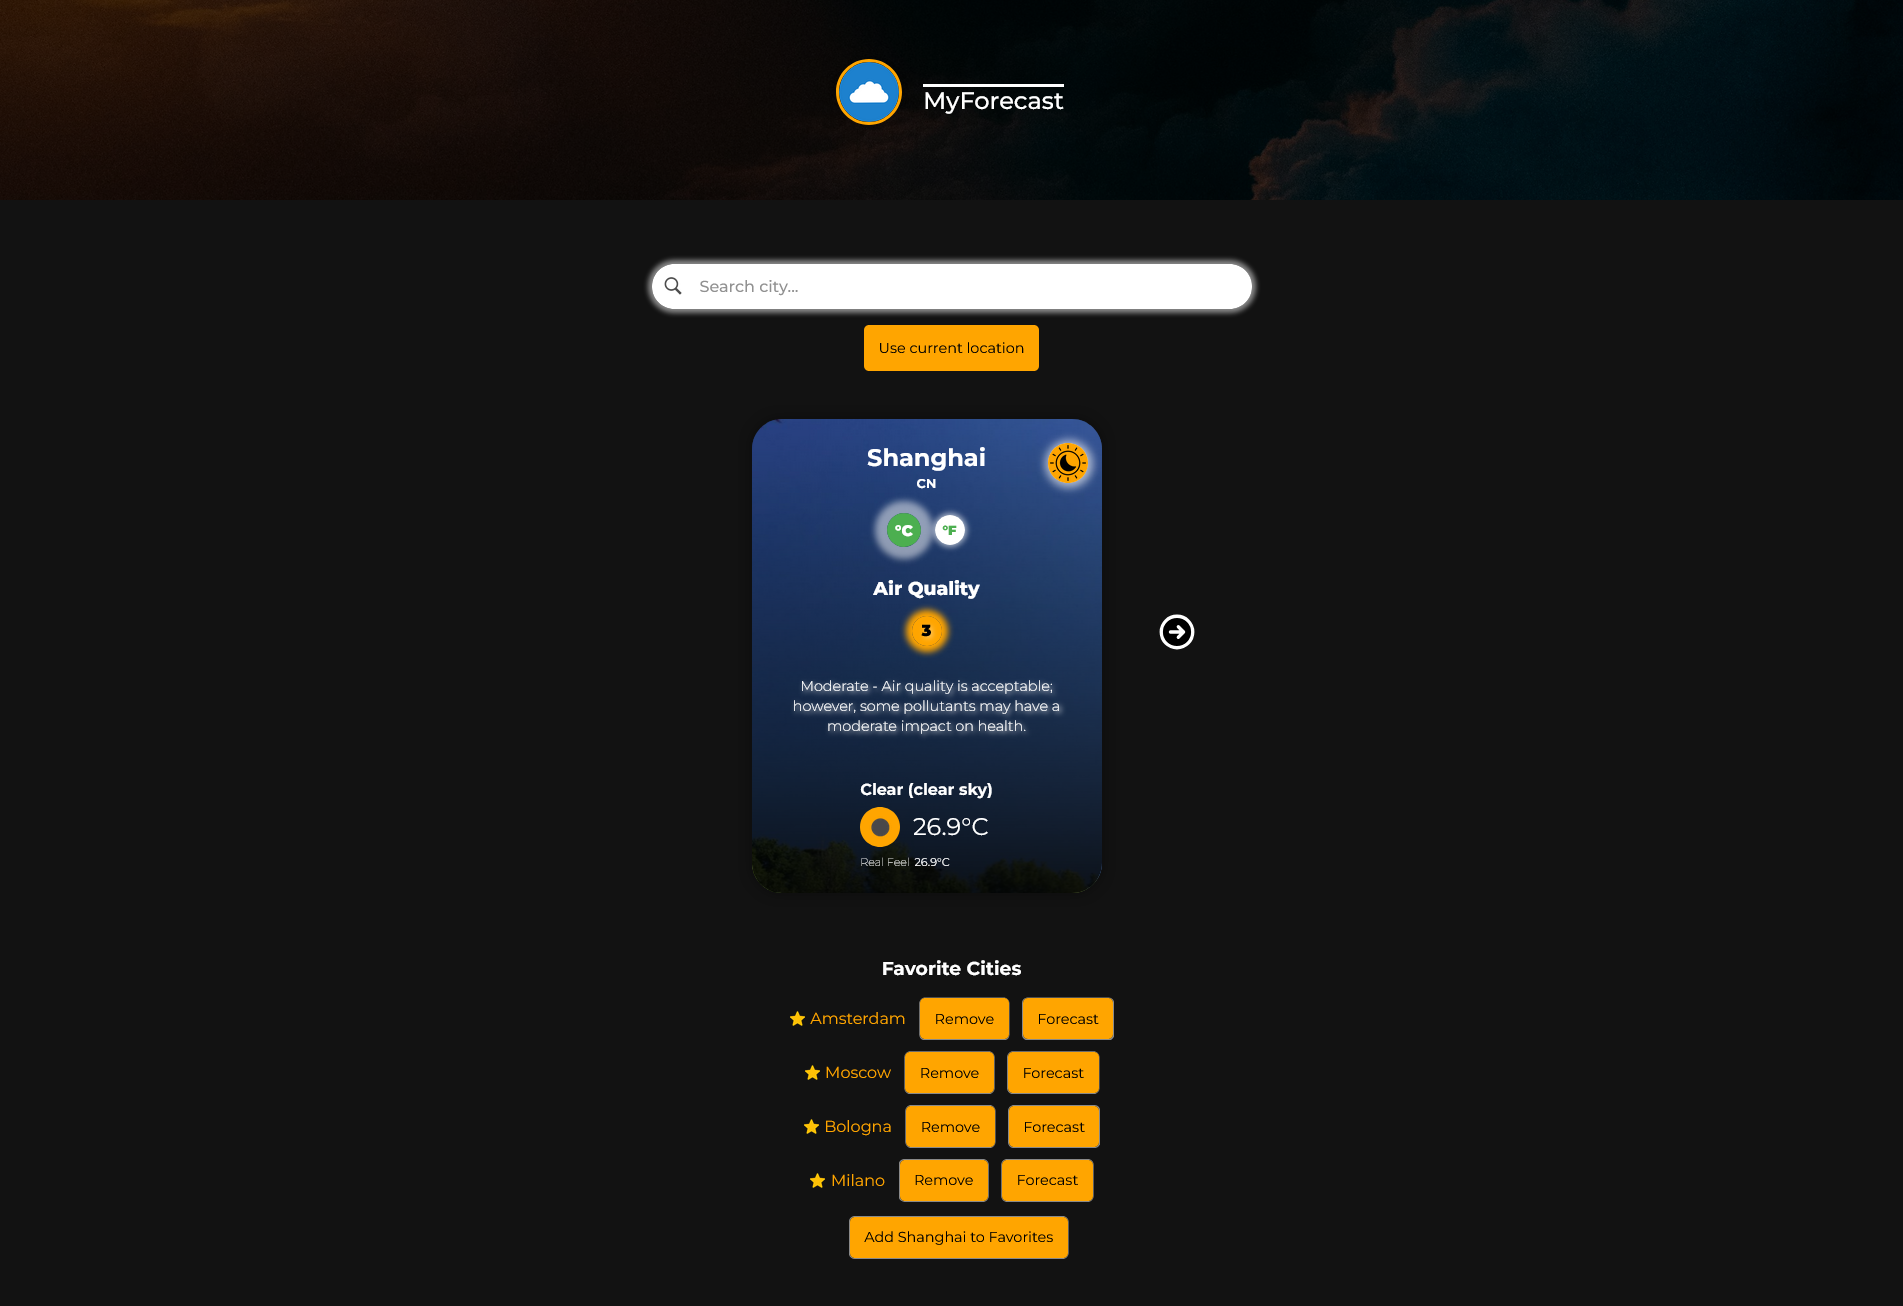 MyForecast
Search city...
Use current location
Shanghai
CN
°C °F
Air Quality
3
Moderate - Air quality is acceptable;
however, some pollutants may have a
moderate impact on health.
Clear (clear sky)
26.9°C
Real Feel 26.9°C
Favorite Cities
Amsterdam Remove Forecast
Moscow Remove Forecast
Bologna Remove Forecast
Milano Remove Forecast
Add Shanghai to Favorites